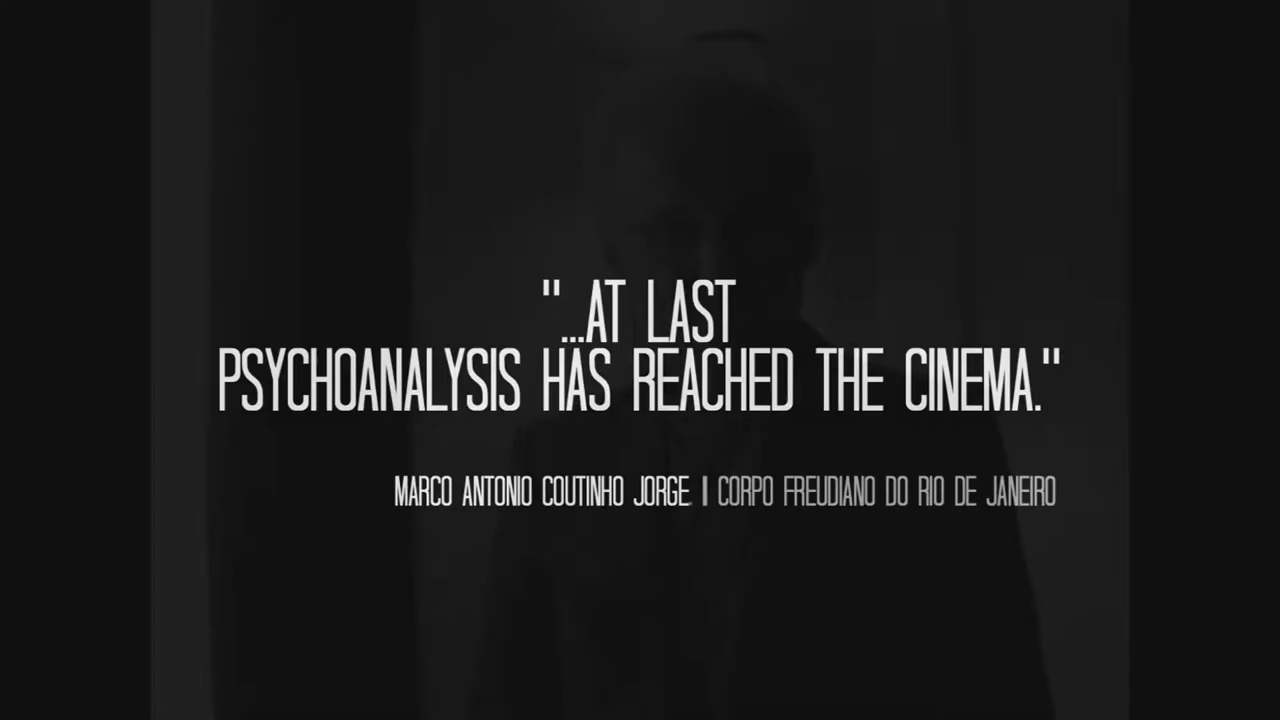 "...AT LAST
PSYCHOANALYSIS HAS REACHED THE CINEMA."
MARCO ANTONIO COUTINHO JORGE | CORPO FREUDIANO DO RIO DE JANEIRO